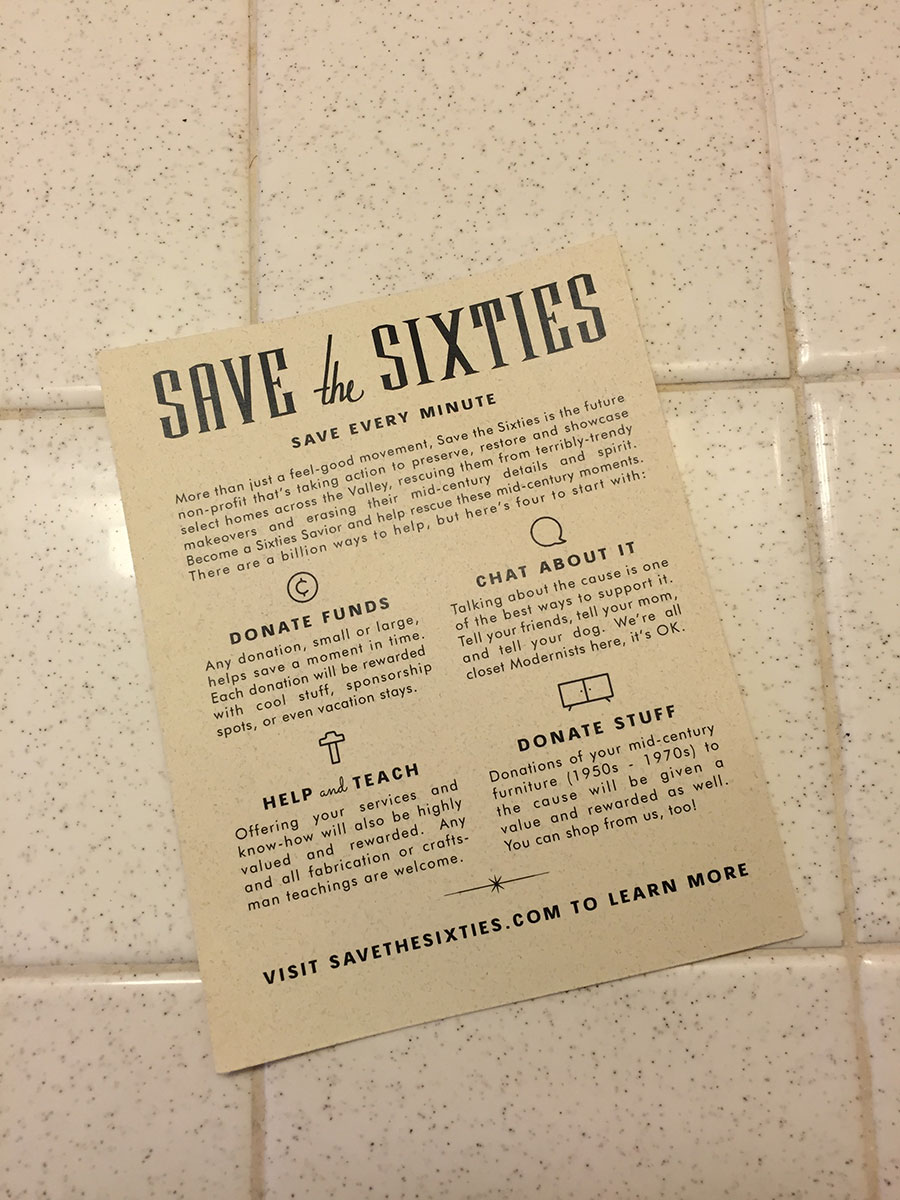 SAVE the SIXTIES
SAVE EVERY MINUTE
More than just a feel-good movement, Save the Sixties is the future
non-profit that's taking action to preserve, restore and showcase
select homes across the Valley, rescuing them from terribly-trendy
makeovers and erasing their mid-century details and spirit.
Become a Sixties Savior and help rescue these mid-century moments.
There are a billion ways to help, but here's four to start with:
¢
DONATE FUNDS
Any donation, small or large,
helps save a moment in time.
Each donation will be rewarded
with cool stuff, sponsorship
spots, or even vacation stays.
CHAT ABOUT IT
Talking about the cause is one
of the best ways to support it.
Tell your friends, tell your mom,
and tell your dog. We're all
closet Modernists here, it's OK.
HELP and TEACH
Offering your services and
know-how will also be highly
valued and rewarded. Any
and all fabrication or crafts-
man teachings are welcome.
DONATE STUFF
Donations of your mid-century
furniture (1950s - 1970s) to
the cause will be given a
value and rewarded as well.
You can shop from us, too!
VISIT SAVETHESIXTIES.COM TO LEARN MORE